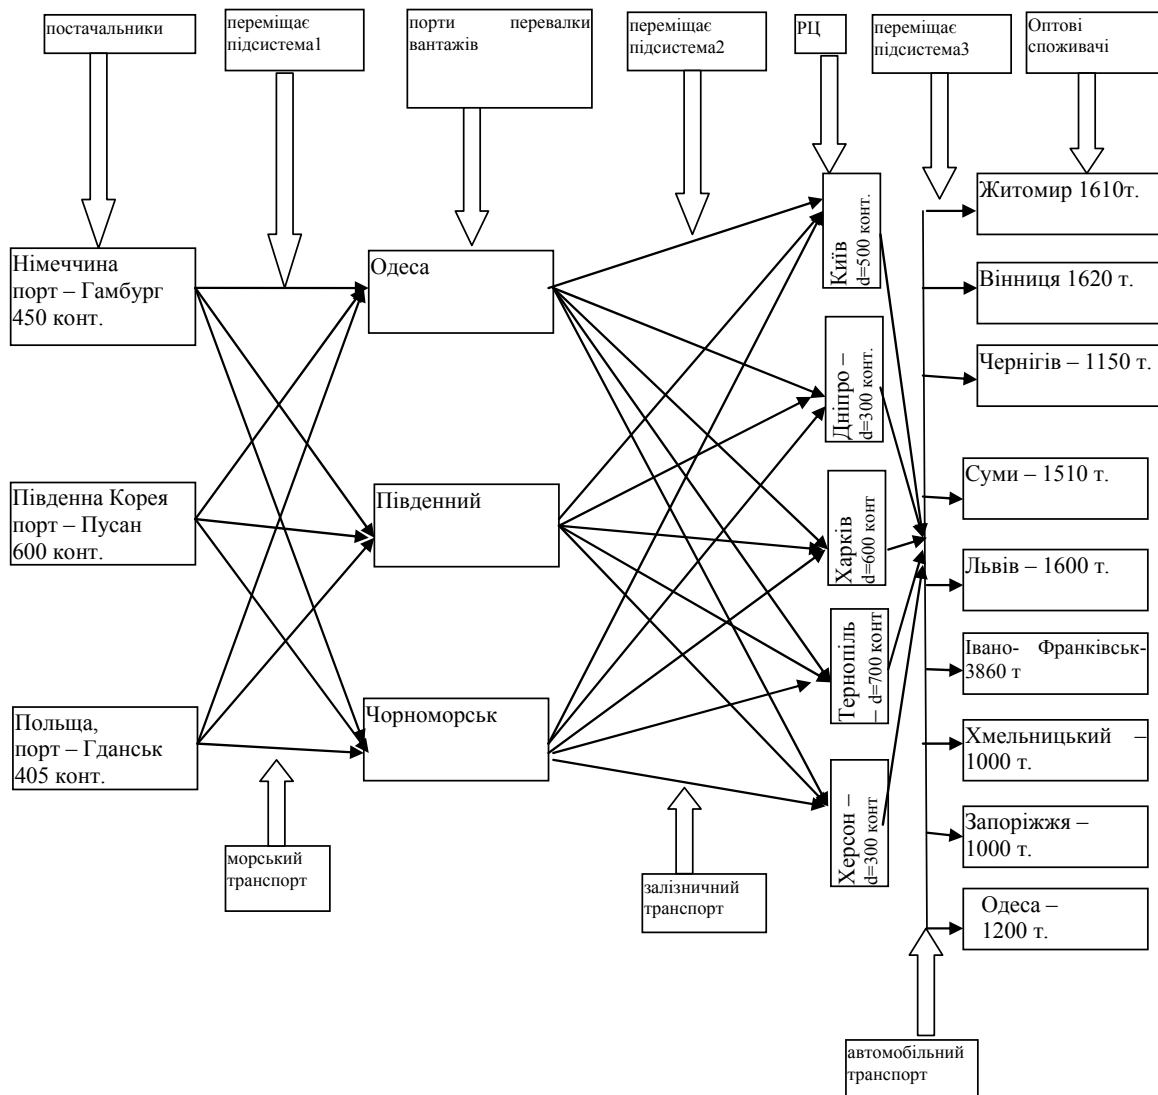 постачальники
переміщає
підсистема1
порти перевалки
вантажів
переміщає
підсистема2
РЦ
переміщає
підсистема3
Оптові
споживачі
Німеччина
порт – Гамбург
450 конт.
Південна Корея
порт – Пусан
600 конт.
Польща,
порт – Гданськ
405 конт.
морський
транспорт
Одеса
Південний
Чорноморськ
залізничний
транспорт
Київ
d=500 конт.
Дніпро –
d=300 конт.
Харків
d=600 конт
Тернопіль
– d=700 конт
Херсон –
d=300 конт
Житомир 1610т.
Вінниця 1620 т.
Чернігів – 1150 т.
Суми – 1510 т.
Львів – 1600 т.
Івано- Франківськ-
3860 т
Хмельницький –
1000 т.
Запоріжжя –
1000 т.
Одеса –
1200 т.
автомобільний
транспорт